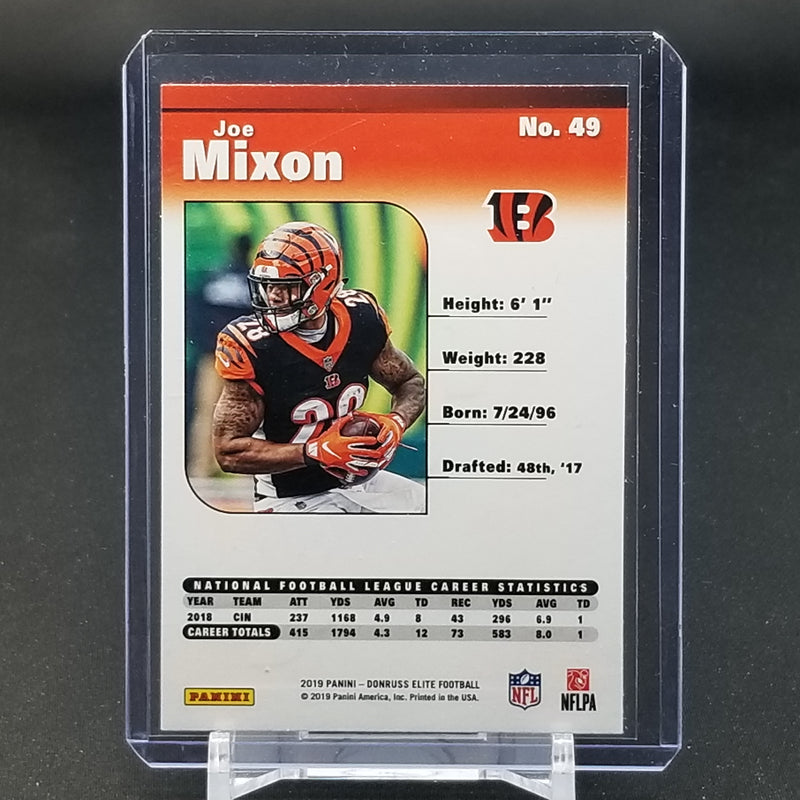 Joe
Mixon
No. 49
B
28
28
Height: 6' 1"
Weight: 228
Born: 7/24/96
Drafted: 48th, '17
NATIONAL FOOTBALL LEAGUE CAREER STATISTICS
YEAR TEAM ATT YDS AVG TD REC YDS AVG TD
2018 CIN 237 1168 4.9 8 43 296 6.9 1
CAREER TOTALS 415 1794 4.3 12 73 583 8.0 1
2019 PANINI – DONRUSS ELITE FOOTBALL
© 2019 Panini America, Inc. Printed in the USA.
PANINI
NFL
NFLPA